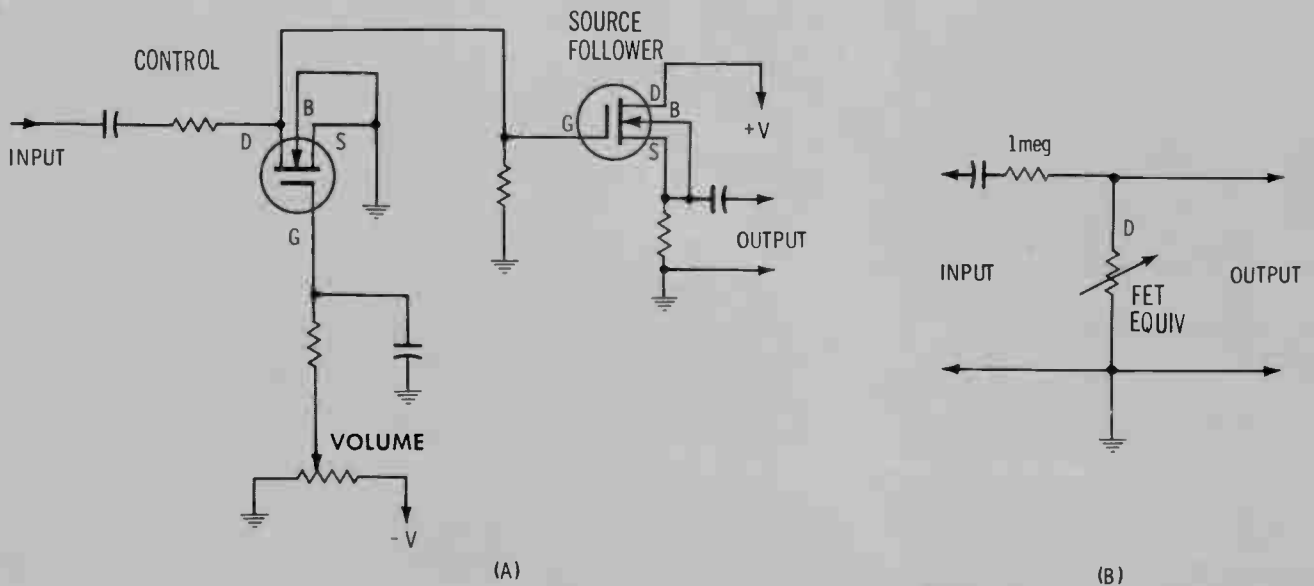 SOURCE
FOLLOWER
CONTROL
D
B
S
INPUT
G
D
B
S
+V
G
OUTPUT
VOLUME
-V
(A)
1meg
D
INPUT
OUTPUT
FET
EQUIV
(B)